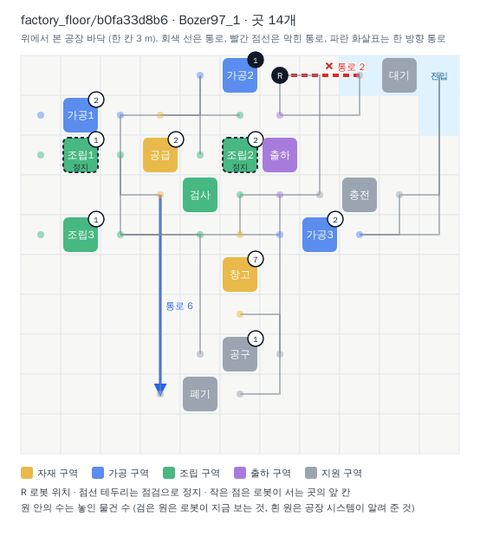 factory_floor/b0fa33d8b6 · Bozer97_1 · 곳 14개
위에서 본 공장 바닥 (한 칸 3 m). 회색 선은 통로, 빨간 점선은 막힌 통로, 파란 화살표는 한 방향 통로
1
가공2
R
× 통로 2
대기
전립
2
가공1
1
조립1
정지
2
공급
2
조립2
정지
출하
검사
충전
1
조립3
2
가공3
7
창고
통로 6
1
공구
폐기
자재 구역
가공 구역
조립 구역
출하 구역
지원 구역
R 로봇 위치 · 점선 테두리는 점검으로 정지 · 작은 점은 로봇이 서는 곳의 앞 칸
원 안의 수는 놓인 물건 수 (검은 원은 로봇이 지금 보는 것, 흰 원은 공장 시스템이 알려 준 것)